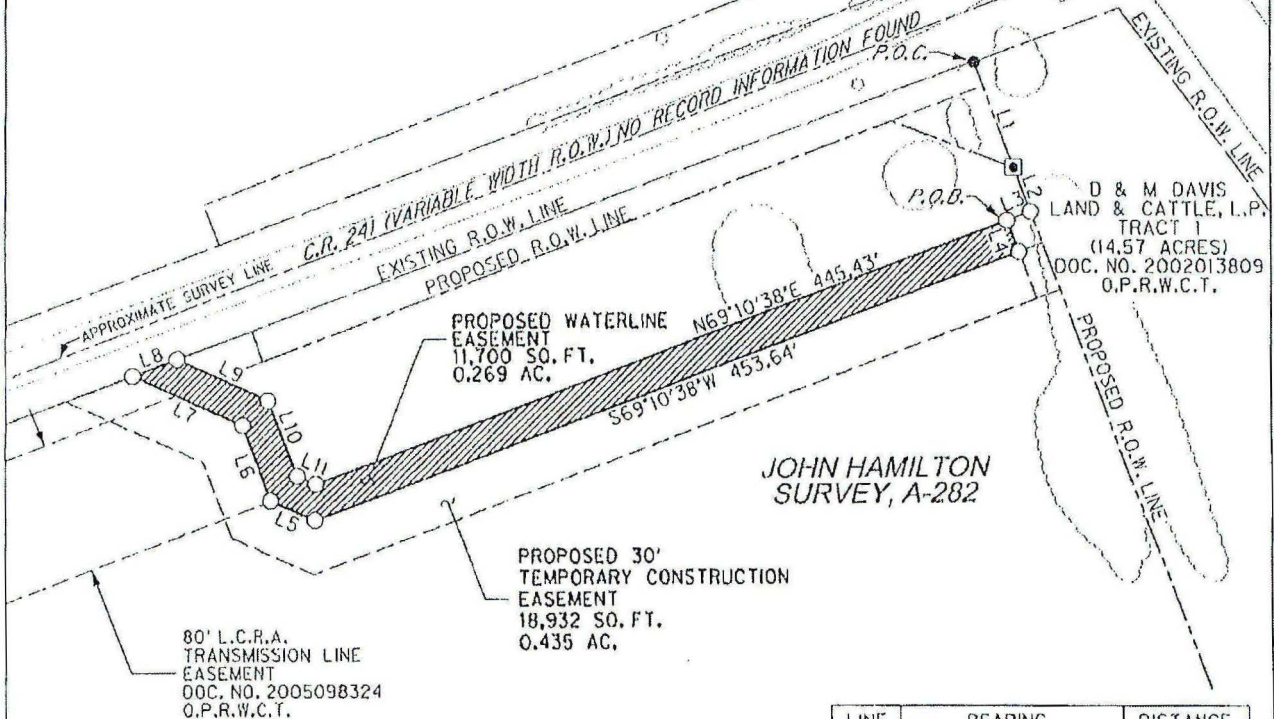 C.R. 241 (VARIABLE WIDTH R.O.W.) NO RECORD INFORMATION FOUND
P.O.C.
EXISTING R.O.W. LINE
L1
L2
P.O.B.
L3
L4
D & M DAVIS
LAND & CATTLE, L.P.
TRACT 1
(14.57 ACRES)
DOC. NO. 2002013809
O.P.R.W.C.T.
APPROXIMATE SURVEY LINE
EXISTING R.O.W. LINE
PROPOSED R.O.W. LINE
PROPOSED WATERLINE
EASEMENT
11,700 SQ. FT.
0.269 AC.
N69°10'38"E 445.43'
S69°10'38"W 453.64'
PROPOSED R.O.W. LINE
L8
L9
L7
L10
L6
L11
L5
JOHN HAMILTON
SURVEY, A-282
PROPOSED 30'
TEMPORARY CONSTRUCTION
EASEMENT
18,932 SQ. FT.
0.435 AC.
80' L.C.R.A.
TRANSMISSION LINE
EASEMENT
DOC. NO. 2005098324
O.P.R.W.C.T.
LINE BEARING DISTANCE